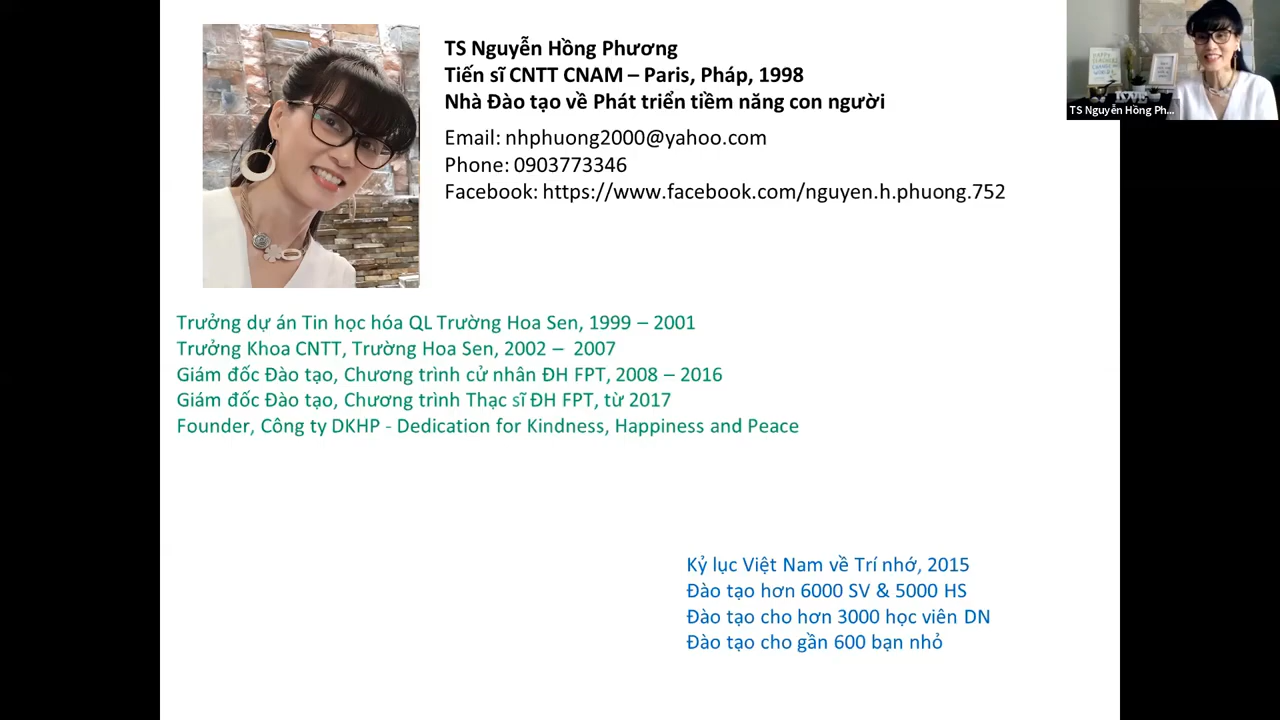 TS Nguyễn Hồng Phương
Tiến sĩ CNTT CNAM – Paris, Pháp, 1998
Nhà Đào tạo về Phát triển tiềm năng con người
Email: nhphuong2000@yahoo.com
Phone: 0903773346
Facebook: https://www.facebook.com/nguyen.h.phuong.752
TS Nguyễn Hồng Ph...
Trưởng dự án Tin học hóa QL Trường Hoa Sen, 1999 – 2001
Trưởng Khoa CNTT, Trường Hoa Sen, 2002 – 2007
Giám đốc Đào tạo, Chương trình cử nhân ĐH FPT, 2008 – 2016
Giám đốc Đào tạo, Chương trình Thạc sĩ ĐH FPT, từ 2017
Founder, Công ty DKHP - Dedication for Kindness, Happiness and Peace
Kỷ lục Việt Nam về Trí nhớ, 2015
Đào tạo hơn 6000 SV & 5000 HS
Đào tạo cho hơn 3000 học viên DN
Đào tạo cho gần 600 bạn nhỏ